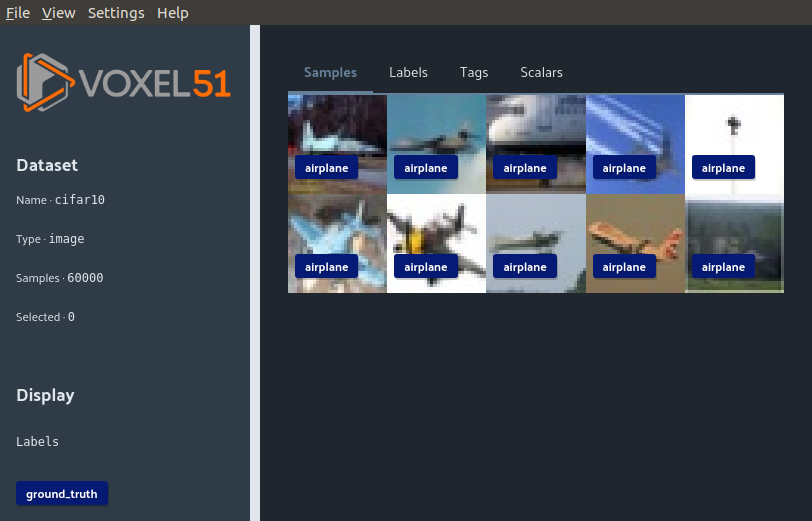 File View Settings Help
VOXEL51
Samples Labels Tags Scalars
Dataset
Name · cifar10
Type · image
Samples · 60000
Selected · 0
Display
Labels
ground_truth
airplane airplane airplane airplane airplane
airplane airplane airplane airplane airplane